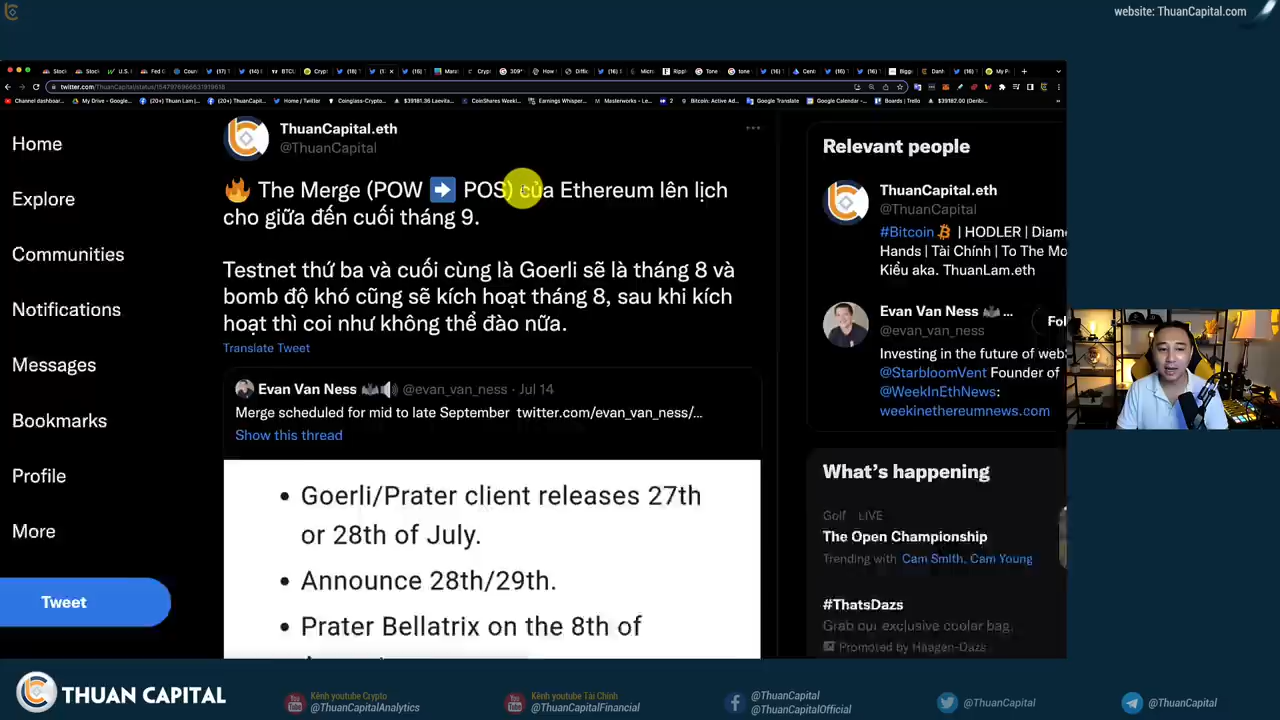 website: ThuanCapital.com
twitter.com/ThuanCapital/status/1547976966631919618
Home
Explore
Communities
Notifications
Messages
Bookmarks
Profile
More
Tweet
ThuanCapital.eth
@ThuanCapital
🔥 The Merge (POW ➡️ POS) của Ethereum lên lịch
cho giữa đến cuối tháng 9.
Testnet thứ ba và cuối cùng là Goerli sẽ là tháng 8 và
bomb độ khó cũng sẽ kích hoạt tháng 8, sau khi kích
hoạt thì coi như không thể đào nữa.
Translate Tweet
Evan Van Ness 🦇🔊 @evan_van_ness · Jul 14
Merge scheduled for mid to late September twitter.com/evan_van_ness/...
Show this thread
• Goerli/Prater client releases 27th
or 28th of July.
• Announce 28th/29th.
• Prater Bellatrix on the 8th of
Relevant people
ThuanCapital.eth
@ThuanCapital
#Bitcoin | HODLER | Diam
Hands | Tài Chính | To The Mo
Kiểu aka. ThuanLam.eth
Evan Van Ness 🦇 ...
@evan_van_ness
Fol
Investing in the future of web
@StarbloomVent Founder of
@WeekInEthNews:
weekinethereumnews.com
What's happening
Golf · LIVE
The Open Championship
Trending with Cam Smith, Cam Young
#ThatsDazs
Grab our exclusive cooler bag.
Promoted by Häagen-Dazs
THUAN CAPITAL
Kênh youtube Crypto
@ThuanCapitalAnalytics
Kênh youtube Tài Chính
@ThuanCapitalFinancial
@ThuanCapital
@ThuanCapitalOfficial
@ThuanCapital
@ThuanCapital